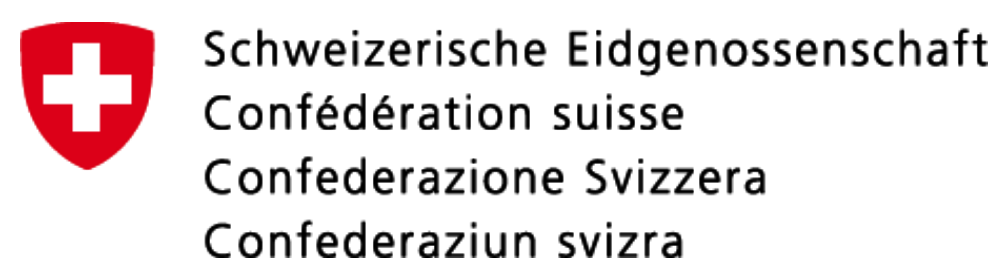 Schweizerische Eidgenossenschaft
Confédération suisse
Confederazione Svizzera
Confederaziun svizra